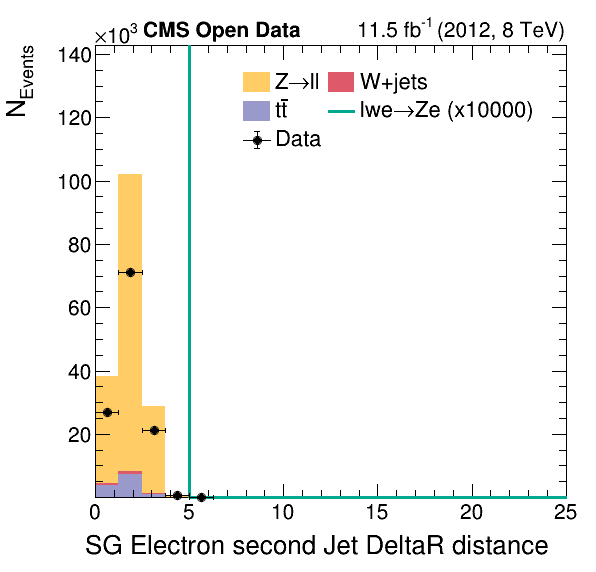 ×10³ CMS Open Data 11.5 fb⁻¹ (2012, 8 TeV)
N_Events
140
120
100
80
60
40
20
Z→ll W+jets
tt̄ lwe→Ze (x10000)
Data
0 5 10 15 20 25
SG Electron second Jet DeltaR distance